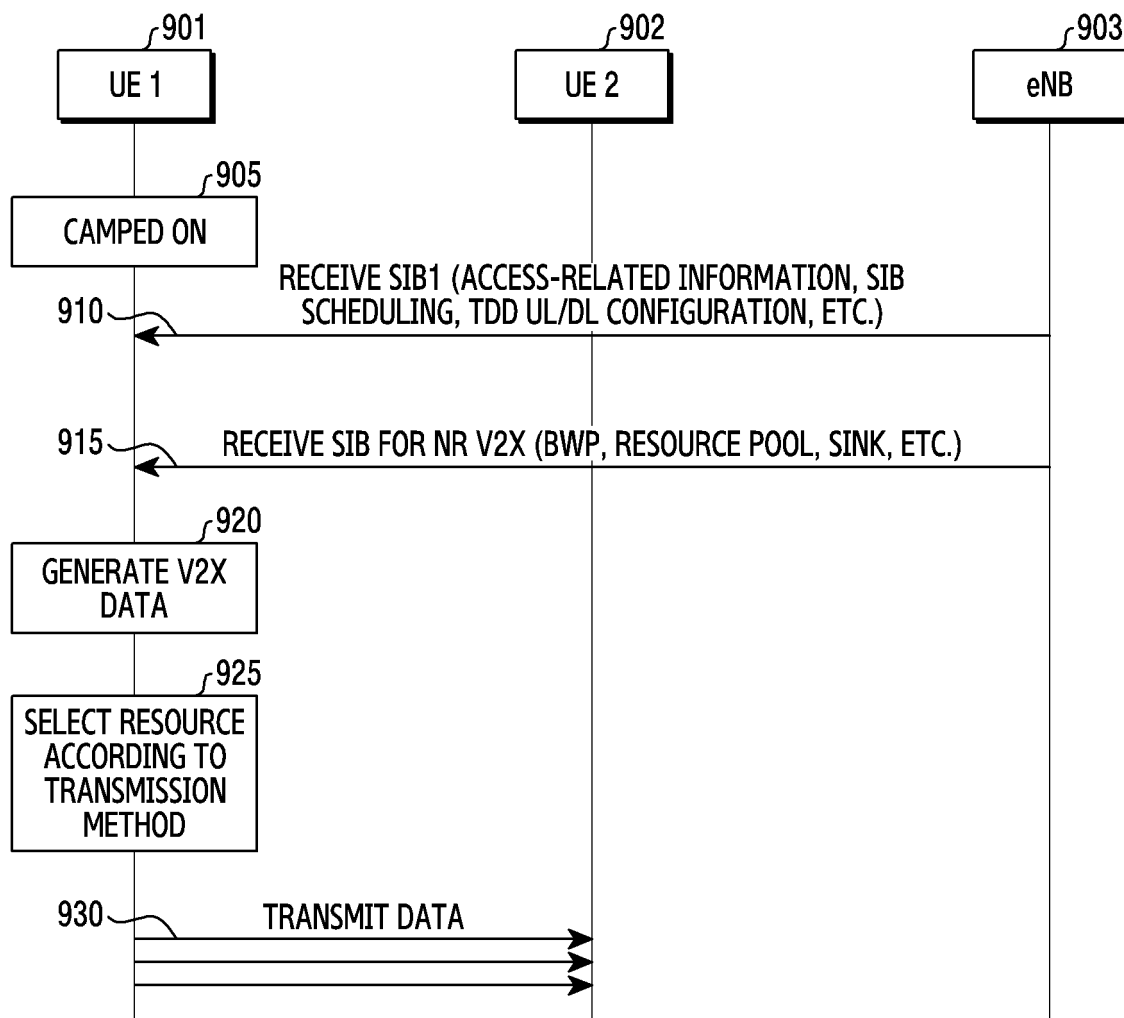 901
902
903
UE 1
UE 2
eNB
905
CAMPED ON
RECEIVE SIB1 (ACCESS-RELATED INFORMATION, SIB
SCHEDULING, TDD UL/DL CONFIGURATION, ETC.)
910
915
RECEIVE SIB FOR NR V2X (BWP, RESOURCE POOL, SINK, ETC.)
920
GENERATE V2X
DATA
925
SELECT RESOURCE
ACCORDING TO
TRANSMISSION
METHOD
930
TRANSMIT DATA